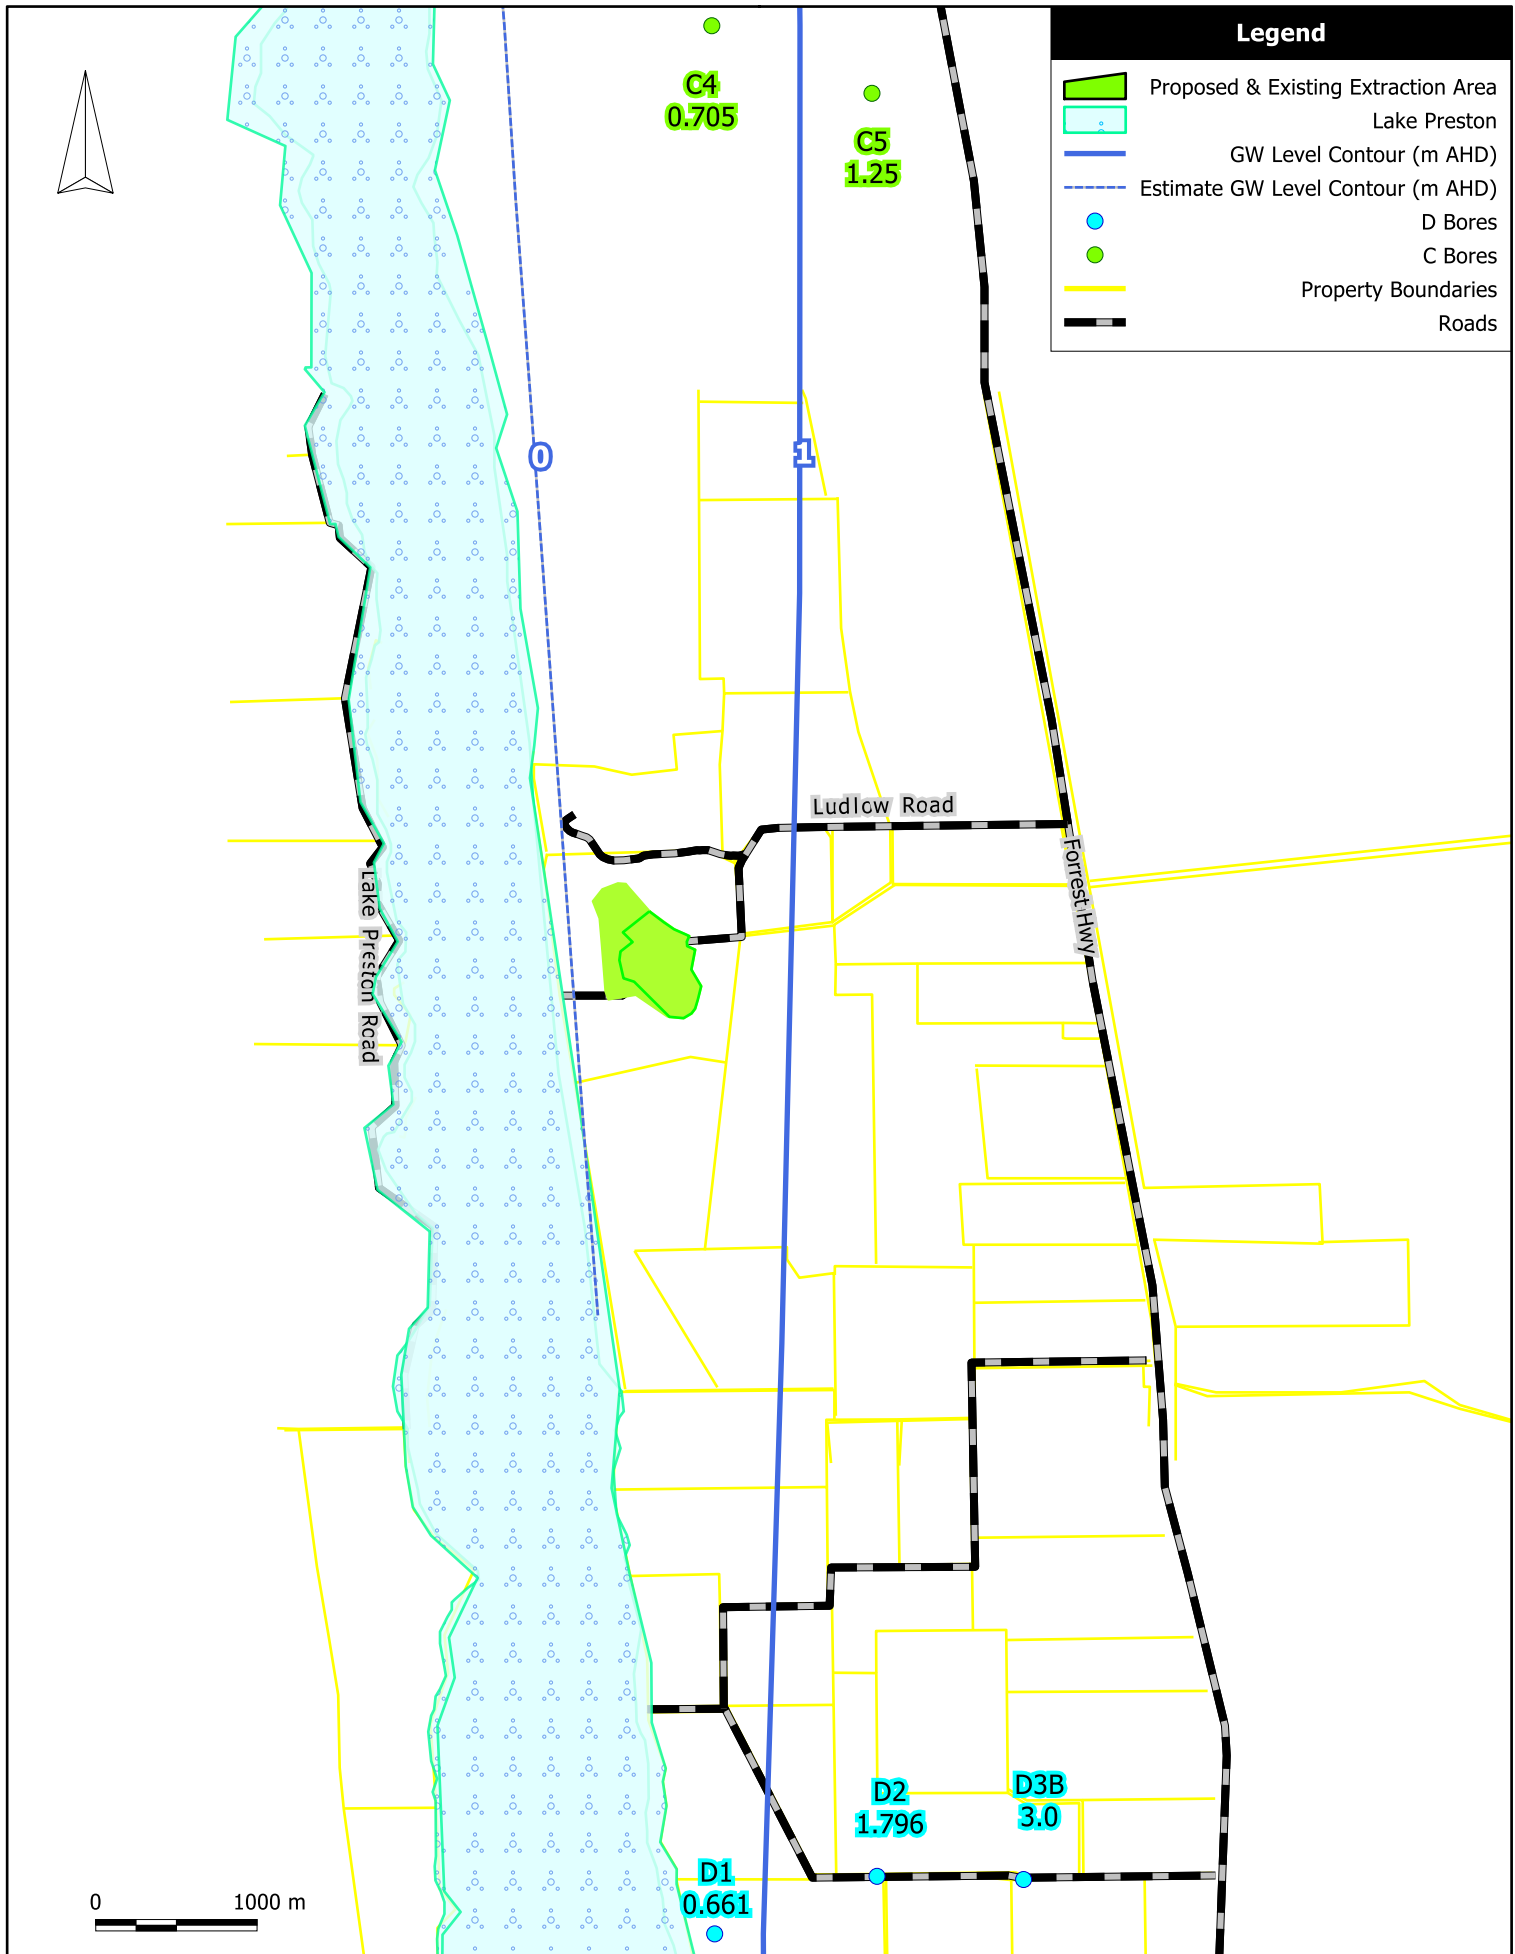 Legend
Proposed & Existing Extraction Area
Lake Preston
GW Level Contour (m AHD)
Estimate GW Level Contour (m AHD)
D Bores
C Bores
Property Boundaries
Roads
C4
0.705
C5
1.25
0
1
Ludlow Road
Forrest Hwy
Lake Preston Road
D2
1.796
D3B
3.0
D1
0.661
0 1000 m